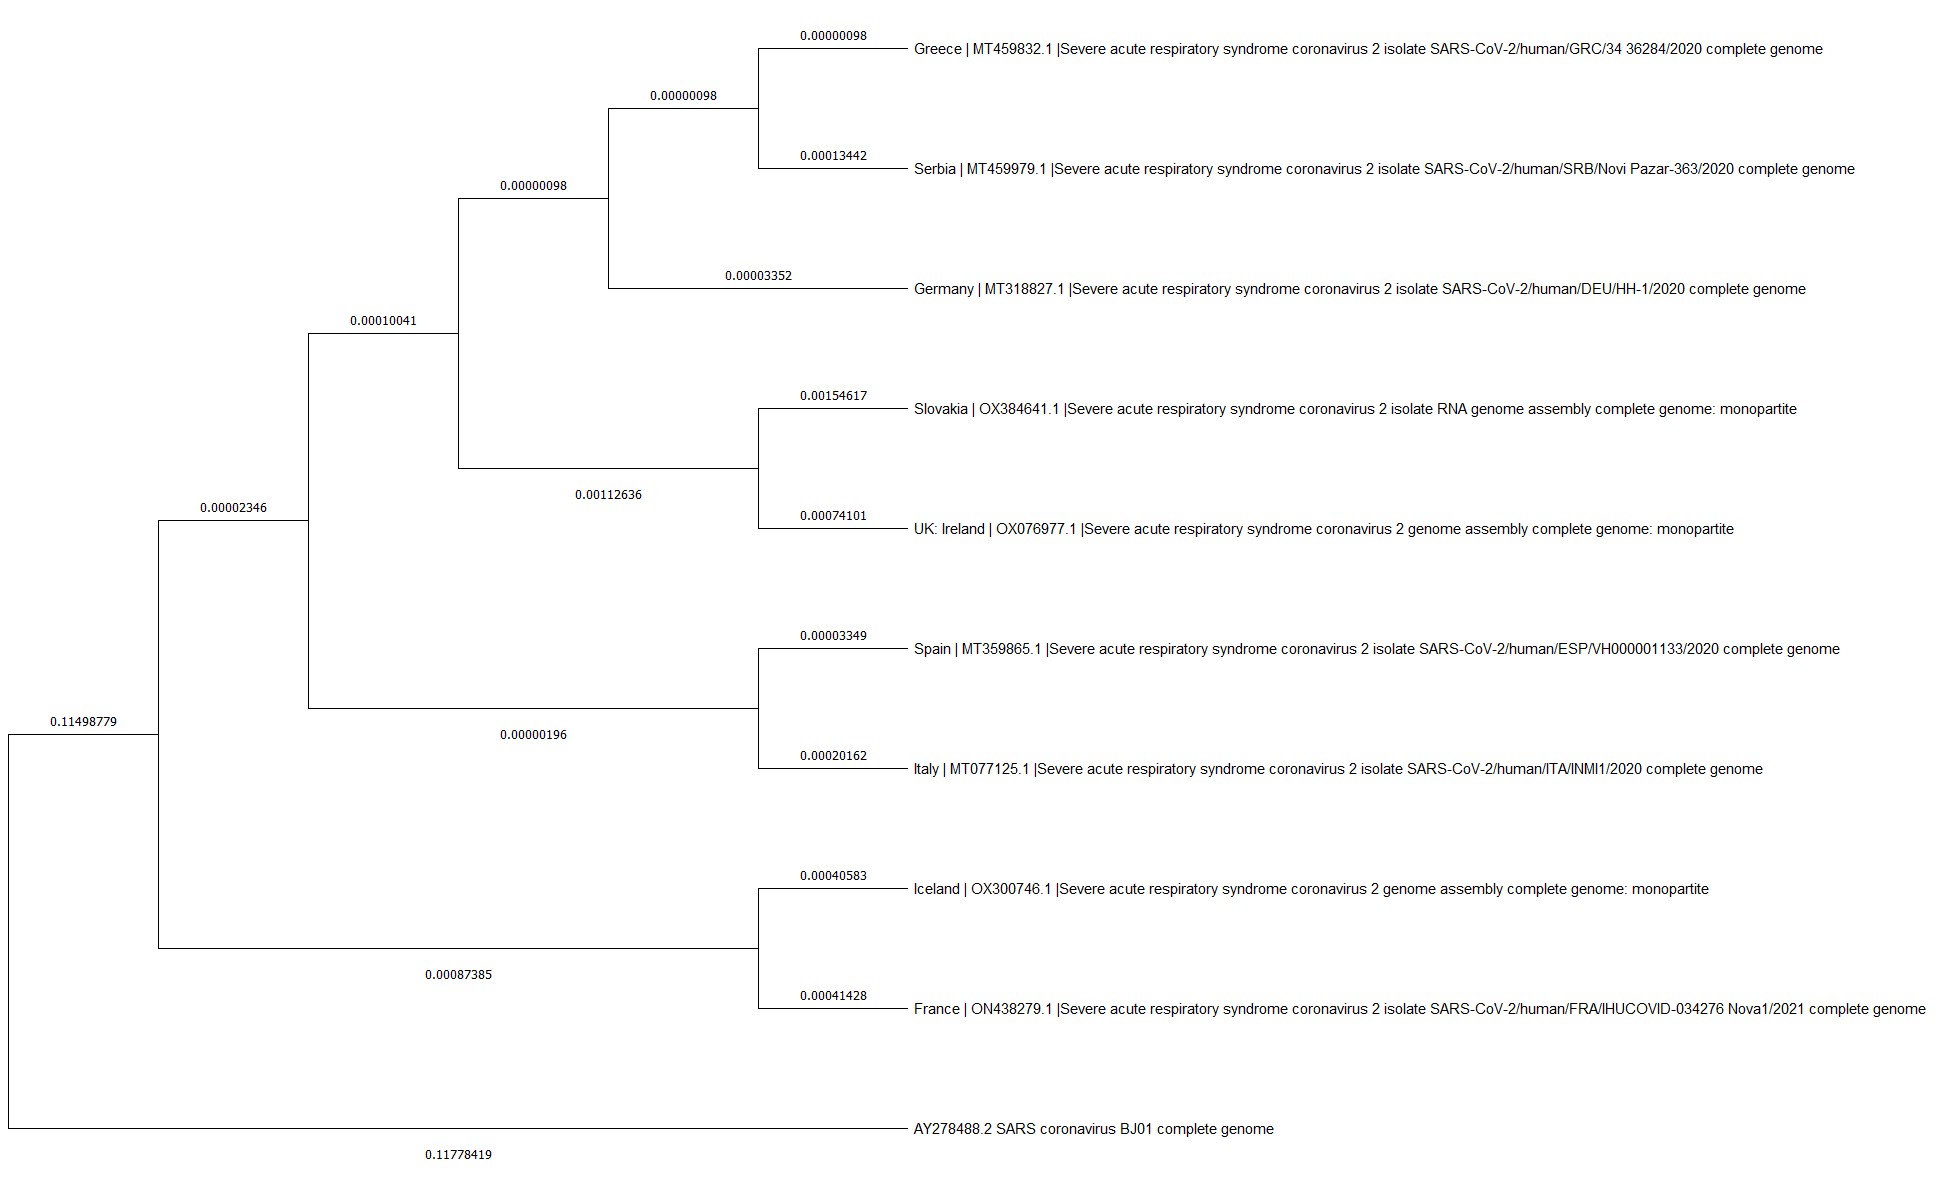 0.00000098
Greece | MT459832.1 |Severe acute respiratory syndrome coronavirus 2 isolate SARS-CoV-2/human/GRC/34 36284/2020 complete genome
0.00000098
0.00013442
Serbia | MT459979.1 |Severe acute respiratory syndrome coronavirus 2 isolate SARS-CoV-2/human/SRB/Novi Pazar-363/2020 complete genome
0.00000098
0.00003352
Germany | MT318827.1 |Severe acute respiratory syndrome coronavirus 2 isolate SARS-CoV-2/human/DEU/HH-1/2020 complete genome
0.00010041
0.00154617
Slovakia | OX384641.1 |Severe acute respiratory syndrome coronavirus 2 isolate RNA genome assembly complete genome: monopartite
0.00112636
0.00074101
UK: Ireland | OX076977.1 |Severe acute respiratory syndrome coronavirus 2 genome assembly complete genome: monopartite
0.00002346
0.00003349
Spain | MT359865.1 |Severe acute respiratory syndrome coronavirus 2 isolate SARS-CoV-2/human/ESP/VH000001133/2020 complete genome
0.11498779
0.00000196
0.00020162
Italy | MT077125.1 |Severe acute respiratory syndrome coronavirus 2 isolate SARS-CoV-2/human/ITA/INMI1/2020 complete genome
0.00040583
Iceland | OX300746.1 |Severe acute respiratory syndrome coronavirus 2 genome assembly complete genome: monopartite
0.00087385
0.00041428
France | ON438279.1 |Severe acute respiratory syndrome coronavirus 2 isolate SARS-CoV-2/human/FRA/IHUCOVID-034276 Nova1/2021 complete genome
AY278488.2 SARS coronavirus BJ01 complete genome
0.11778419